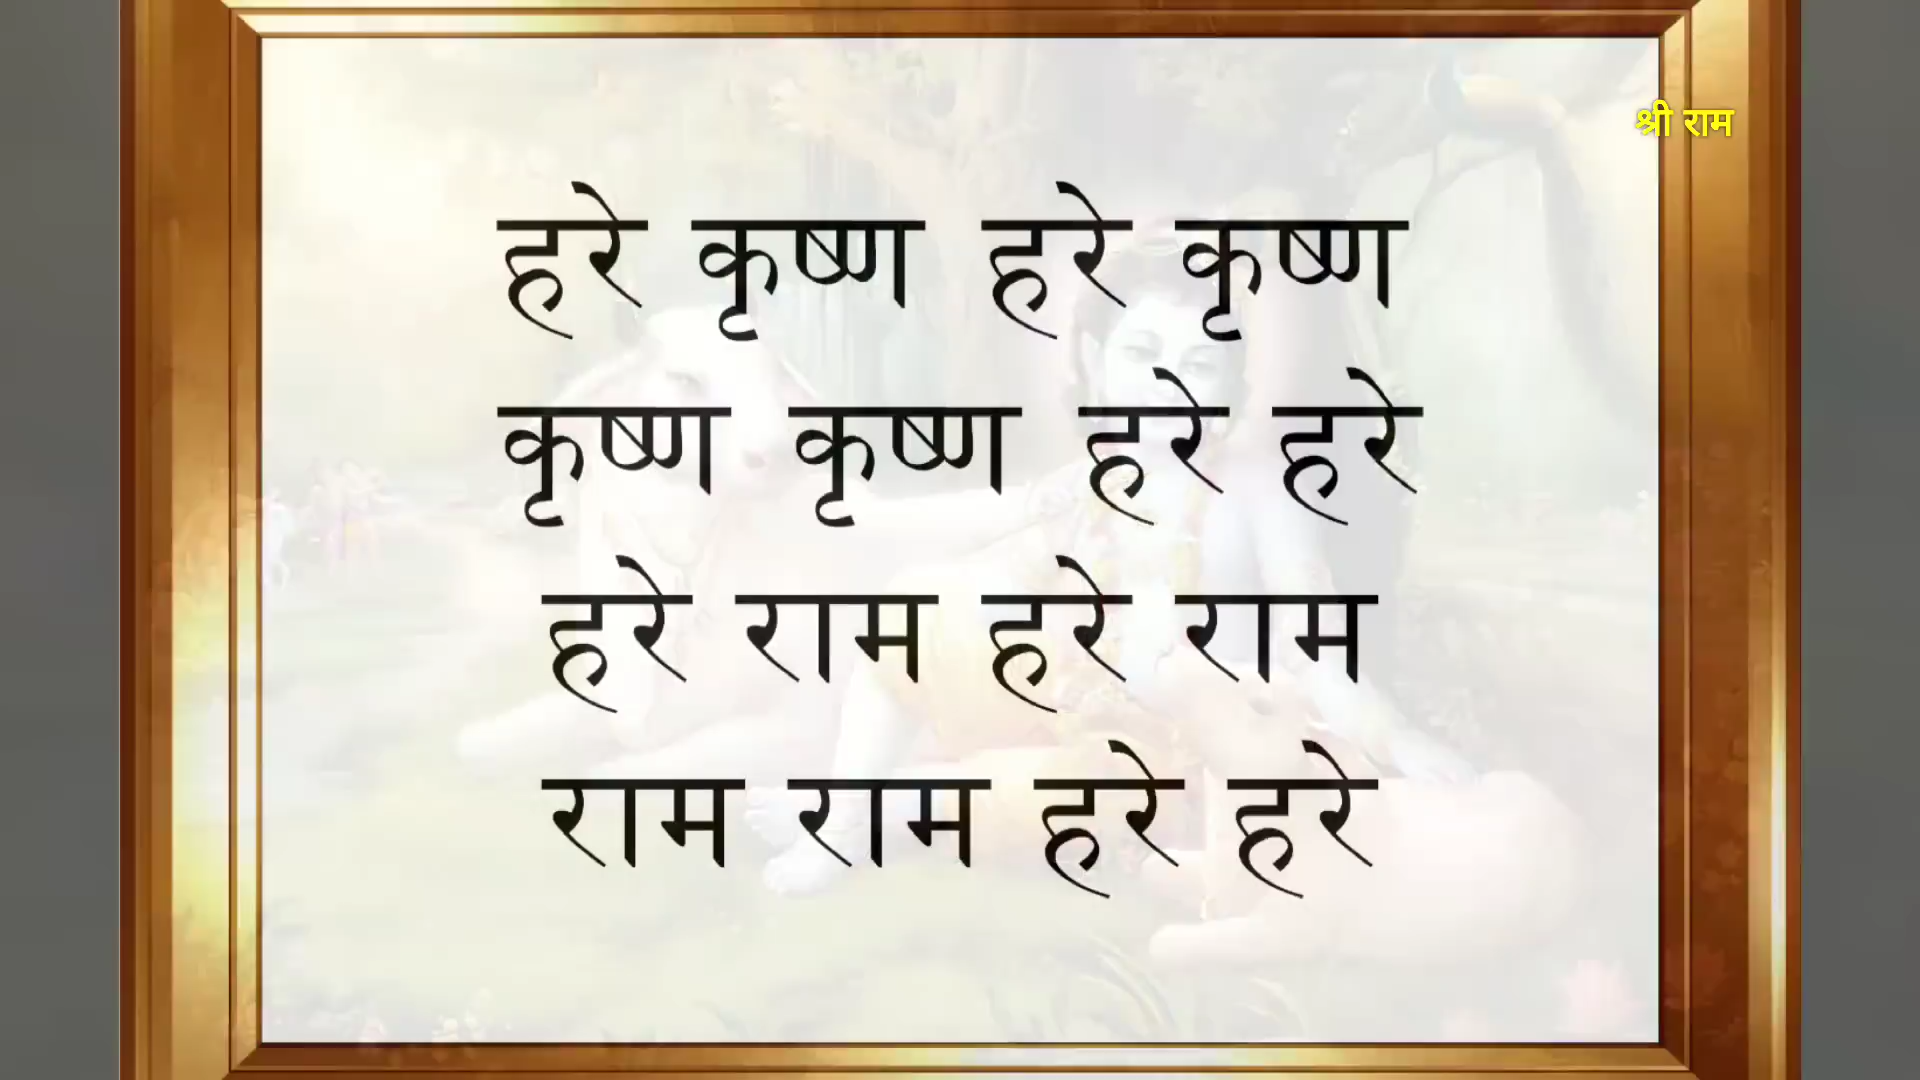 श्री राम
हरे कृष्ण हरे कृष्ण
कृष्ण कृष्ण हरे हरे
हरे राम हरे राम
राम राम हरे हरे